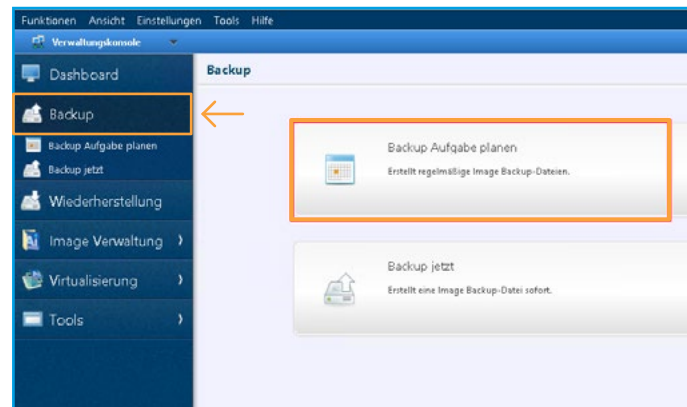 Funktionen Ansicht Einstellungen Tools Hilfe
Verwaltungskonsole
Dashboard
Backup
Backup Aufgabe planen
Backup jetzt
Wiederherstellung
Image Verwaltung
Virtualisierung
Tools
Backup
Backup Aufgabe planen
Erstellt regelmäßige Image Backup-Dateien.
Backup jetzt
Erstellt eine Image Backup-Datei sofort.